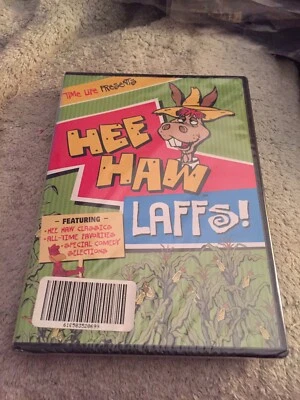 TIME LIFE PRESENTS
HEE
HAW
LAFFS!
- FEATURING -
-HEE HAW CLASSICS
-ALL-TIME FAVORITES
-SPECIAL COMEDY
SELECTIONS